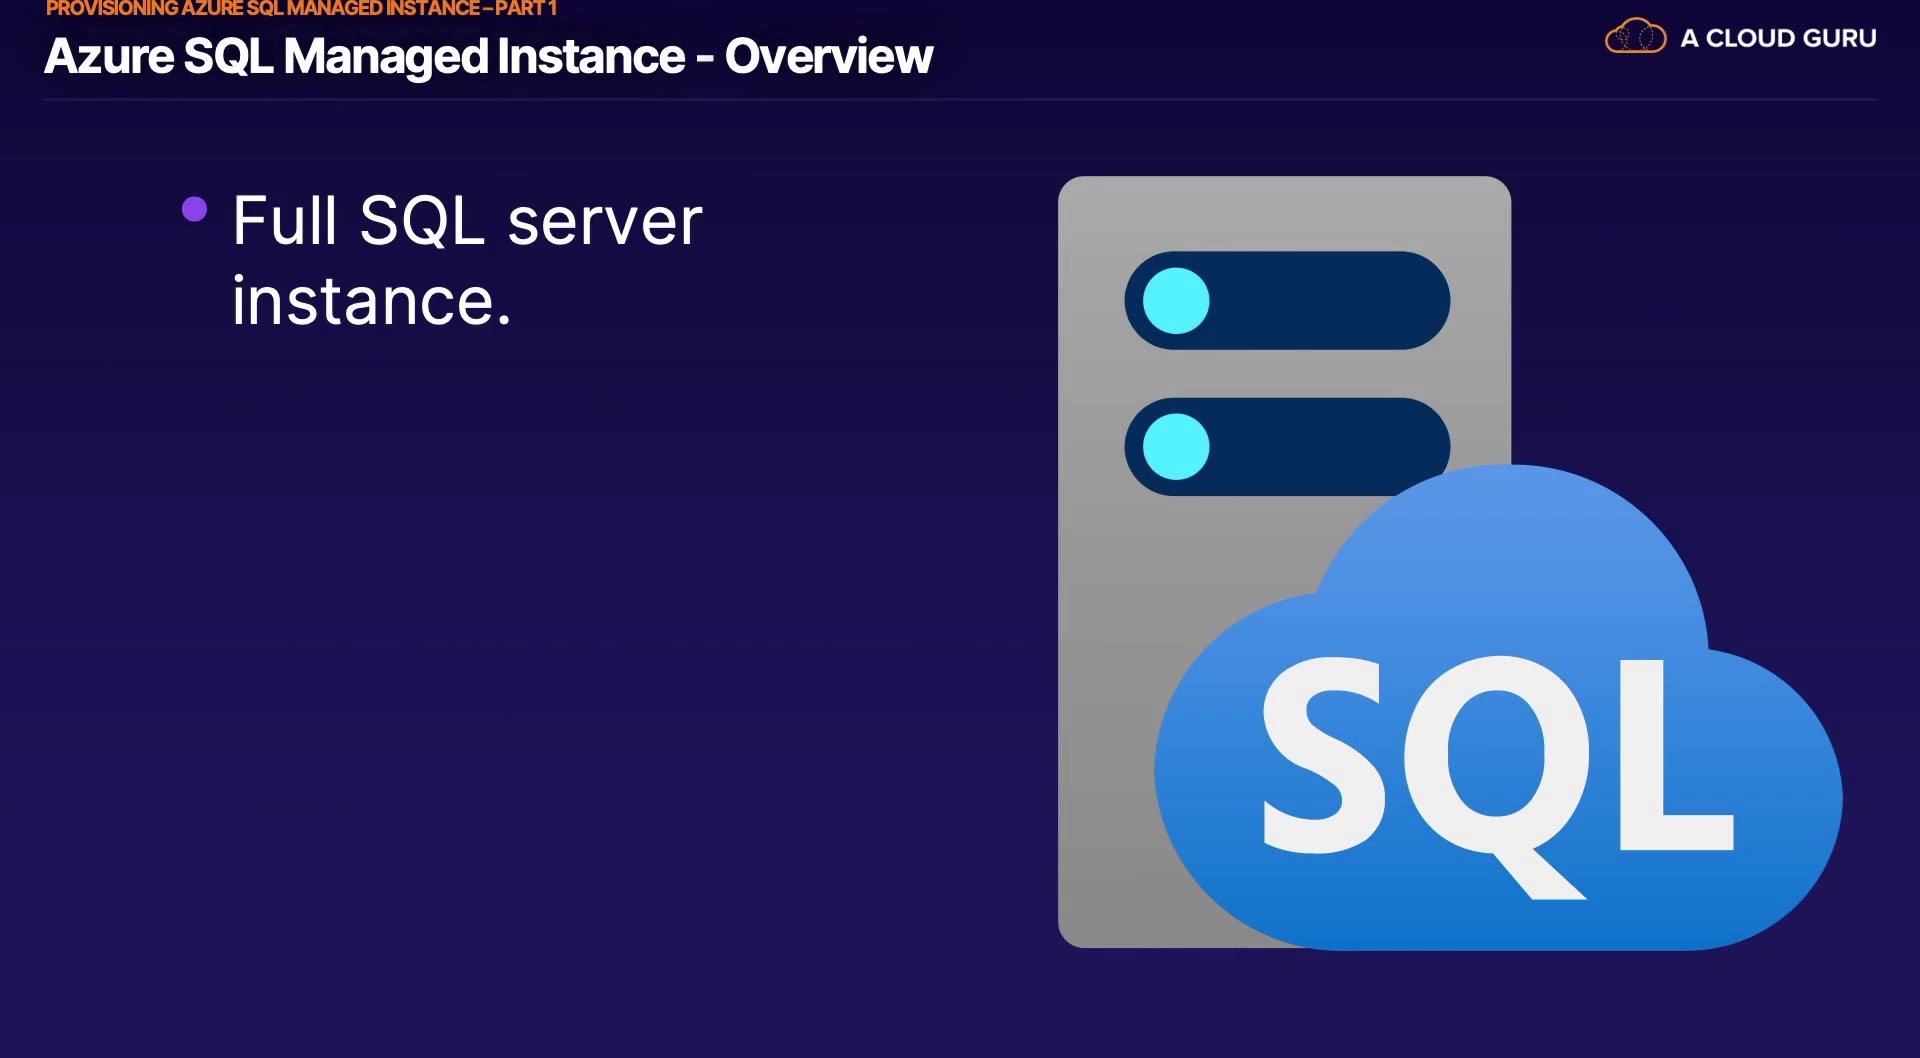 PROVISIONING AZURE SQL MANAGED INSTANCE – PART 1
Azure SQL Managed Instance - Overview
A CLOUD GURU
Full SQL server
instance.
SQL